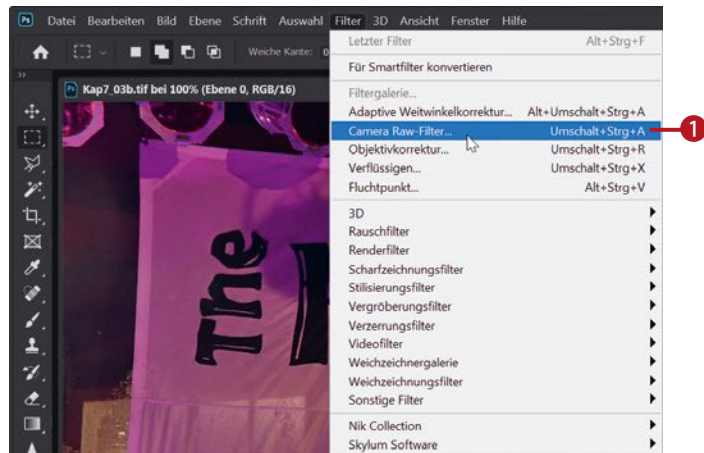 Ps Datei Bearbeiten Bild Ebene Schrift Auswahl Filter 3D Ansicht Fenster Hilfe
Weiche Kante: 0
Kap7_03b.tif bei 100% (Ebene 0, RGB/16)
The
Letzter Filter Alt+Strg+F
Für Smartfilter konvertieren
Filtergalerie...
Adaptive Weitwinkelkorrektur... Alt+Umschalt+Strg+A
Camera Raw-Filter... Umschalt+Strg+A 1
Objektivkorrektur... Umschalt+Strg+R
Verflüssigen... Umschalt+Strg+X
Fluchtpunkt... Alt+Strg+V
3D
Rauschfilter
Renderfilter
Scharfzeichnungsfilter
Stilisierungsfilter
Vergröberungsfilter
Verzerrungsfilter
Videofilter
Weichzeichnergalerie
Weichzeichnungsfilter
Sonstige Filter
Nik Collection
Skylum Software